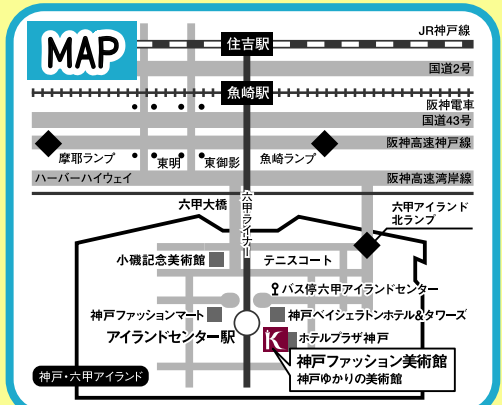 MAP
JR神戸線
住吉駅
国道2号
魚崎駅
阪神電車
国道43号
阪神高速神戸線
摩耶ランプ
東明
東御影
魚崎ランプ
ハーバーハイウェイ
阪神高速湾岸線
六甲大橋
六甲ライナー
六甲アイランド
北ランプ
小磯記念美術館
テニスコート
バス停六甲アイランドセンター
神戸ファッションマート
神戸ベイシェラトンホテル&タワーズ
アイランドセンター駅
K
ホテルプラザ神戸
神戸ファッション美術館
神戸ゆかりの美術館
神戸・六甲アイランド